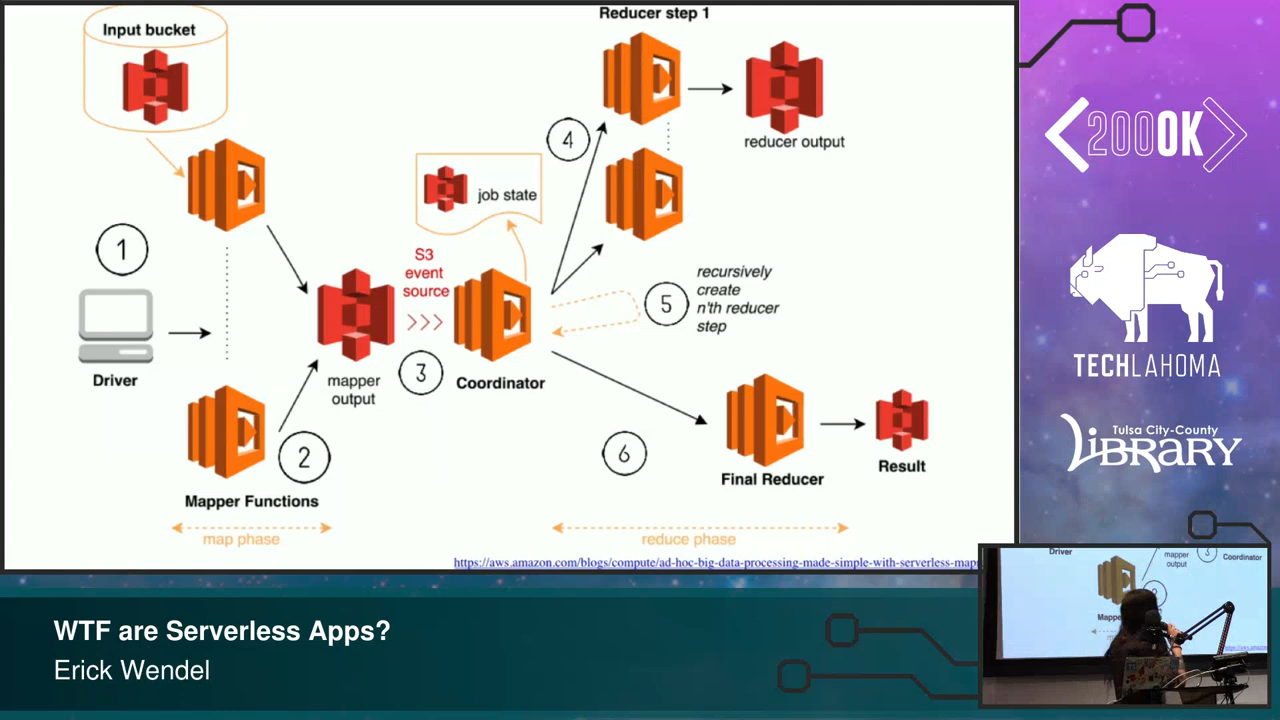 Input bucket
Reducer step 1
reducer output
4
job state
1
S3
event
source
recursively
create
n'th reducer
step
5
Driver
mapper
output
3
Coordinator
2
6
Mapper Functions
Final Reducer
Result
map phase
reduce phase
https://aws.amazon.com/blogs/compute/ad-hoc-big-data-processing-made-simple-with-serverless-map
200OK
TECHLAHOMA
Tulsa City-County
LIBRARY
WTF are Serverless Apps?
Erick Wendel
Driver
mapper
output
3
Coordinator
2